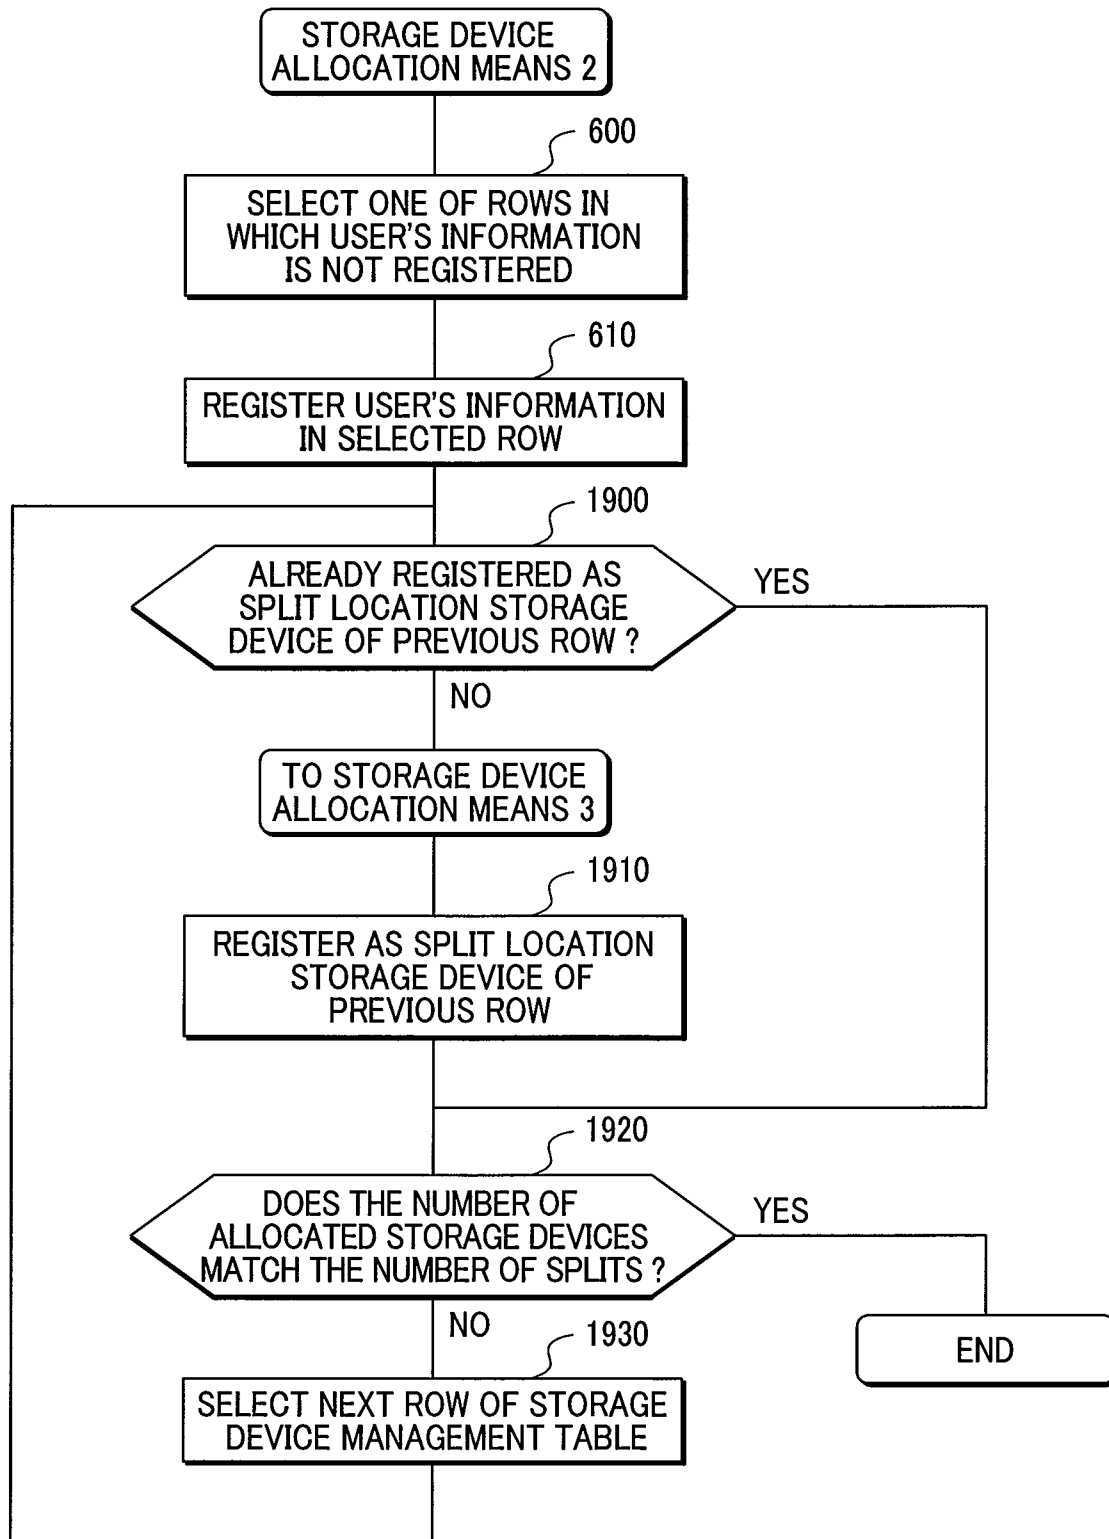 STORAGE DEVICE
ALLOCATION MEANS 2
600
SELECT ONE OF ROWS IN
WHICH USER'S INFORMATION
IS NOT REGISTERED
610
REGISTER USER'S INFORMATION
IN SELECTED ROW
1900
ALREADY REGISTERED AS
SPLIT LOCATION STORAGE
DEVICE OF PREVIOUS ROW ?
YES
NO
TO STORAGE DEVICE
ALLOCATION MEANS 3
1910
REGISTER AS SPLIT LOCATION
STORAGE DEVICE OF
PREVIOUS ROW
1920
DOES THE NUMBER OF
ALLOCATED STORAGE DEVICES
MATCH THE NUMBER OF SPLITS ?
YES
NO
END
1930
SELECT NEXT ROW OF STORAGE
DEVICE MANAGEMENT TABLE